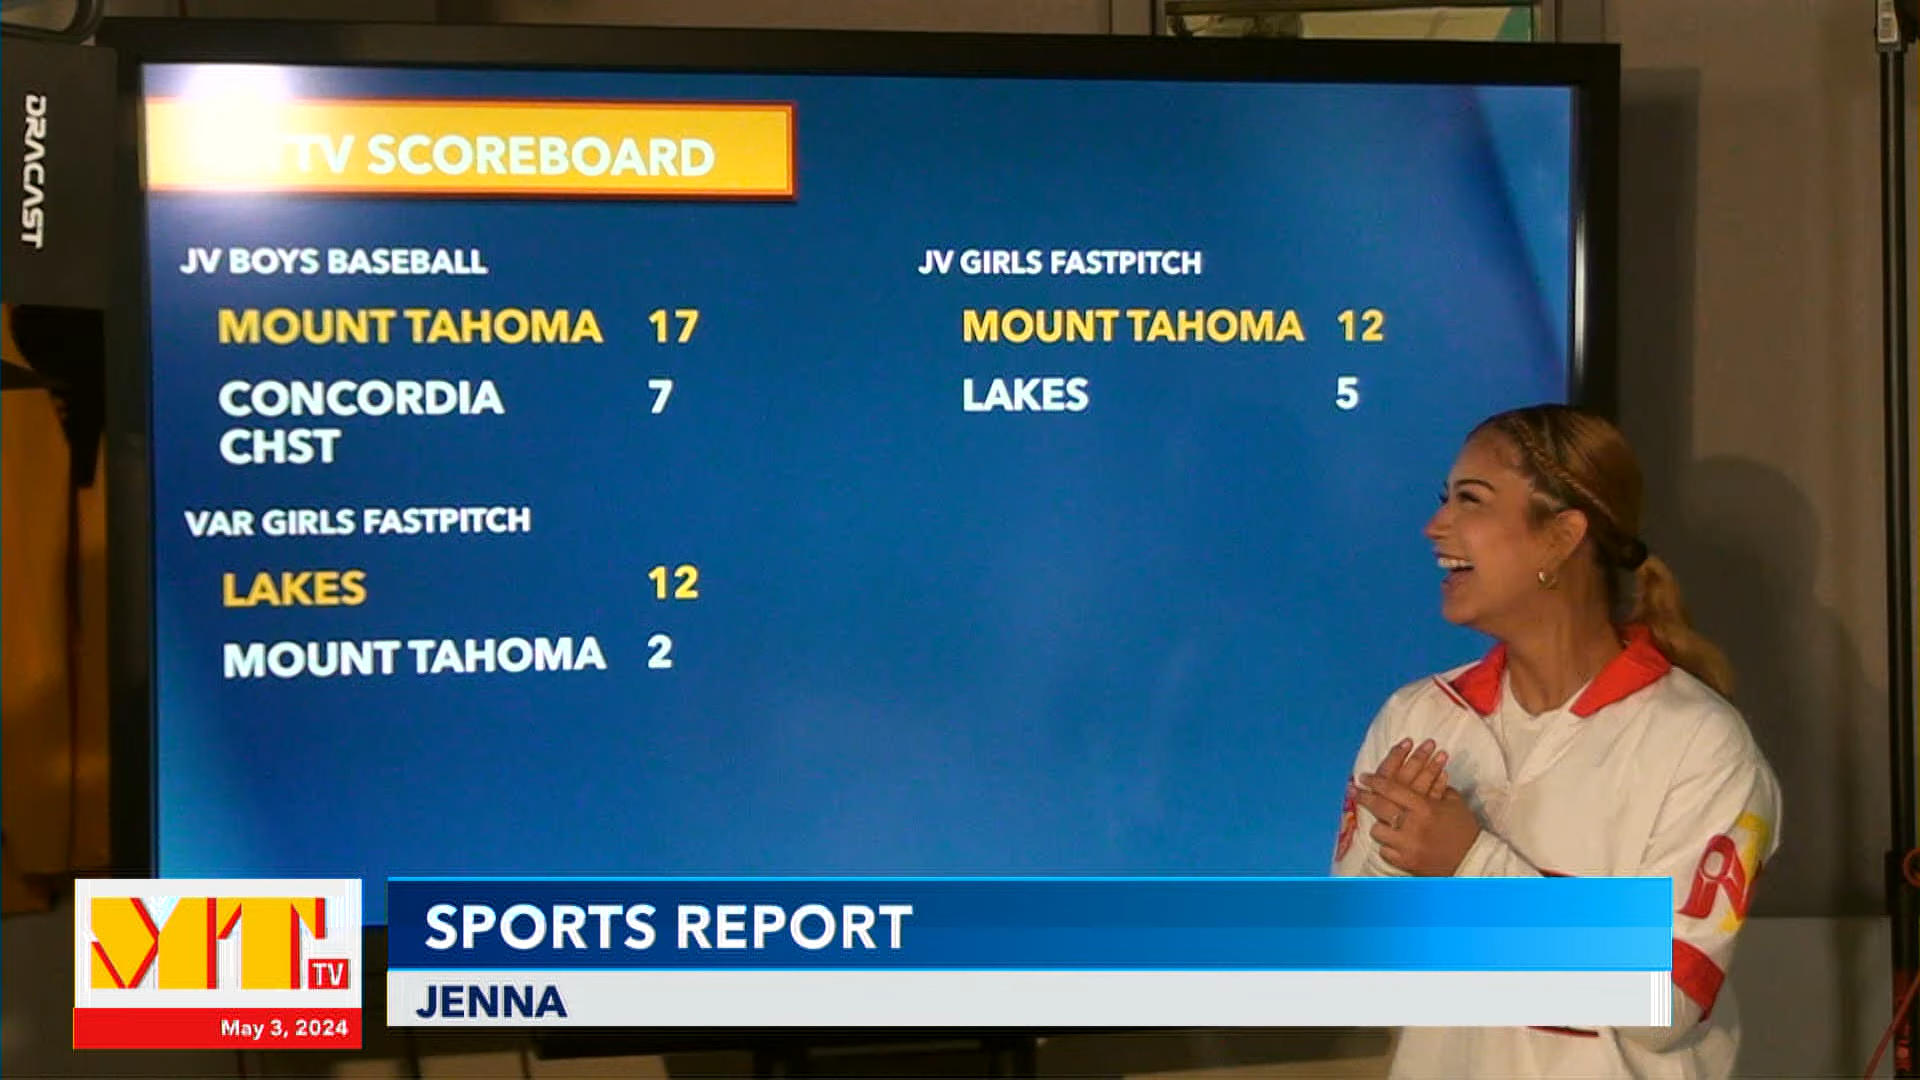 DRACAST
TV SCOREBOARD
JV BOYS BASEBALL
MOUNT TAHOMA 17
CONCORDIA 7
CHST
VAR GIRLS FASTPITCH
LAKES 12
MOUNT TAHOMA 2
JV GIRLS FASTPITCH
MOUNT TAHOMA 12
LAKES 5
TV
May 3, 2024
SPORTS REPORT
JENNA